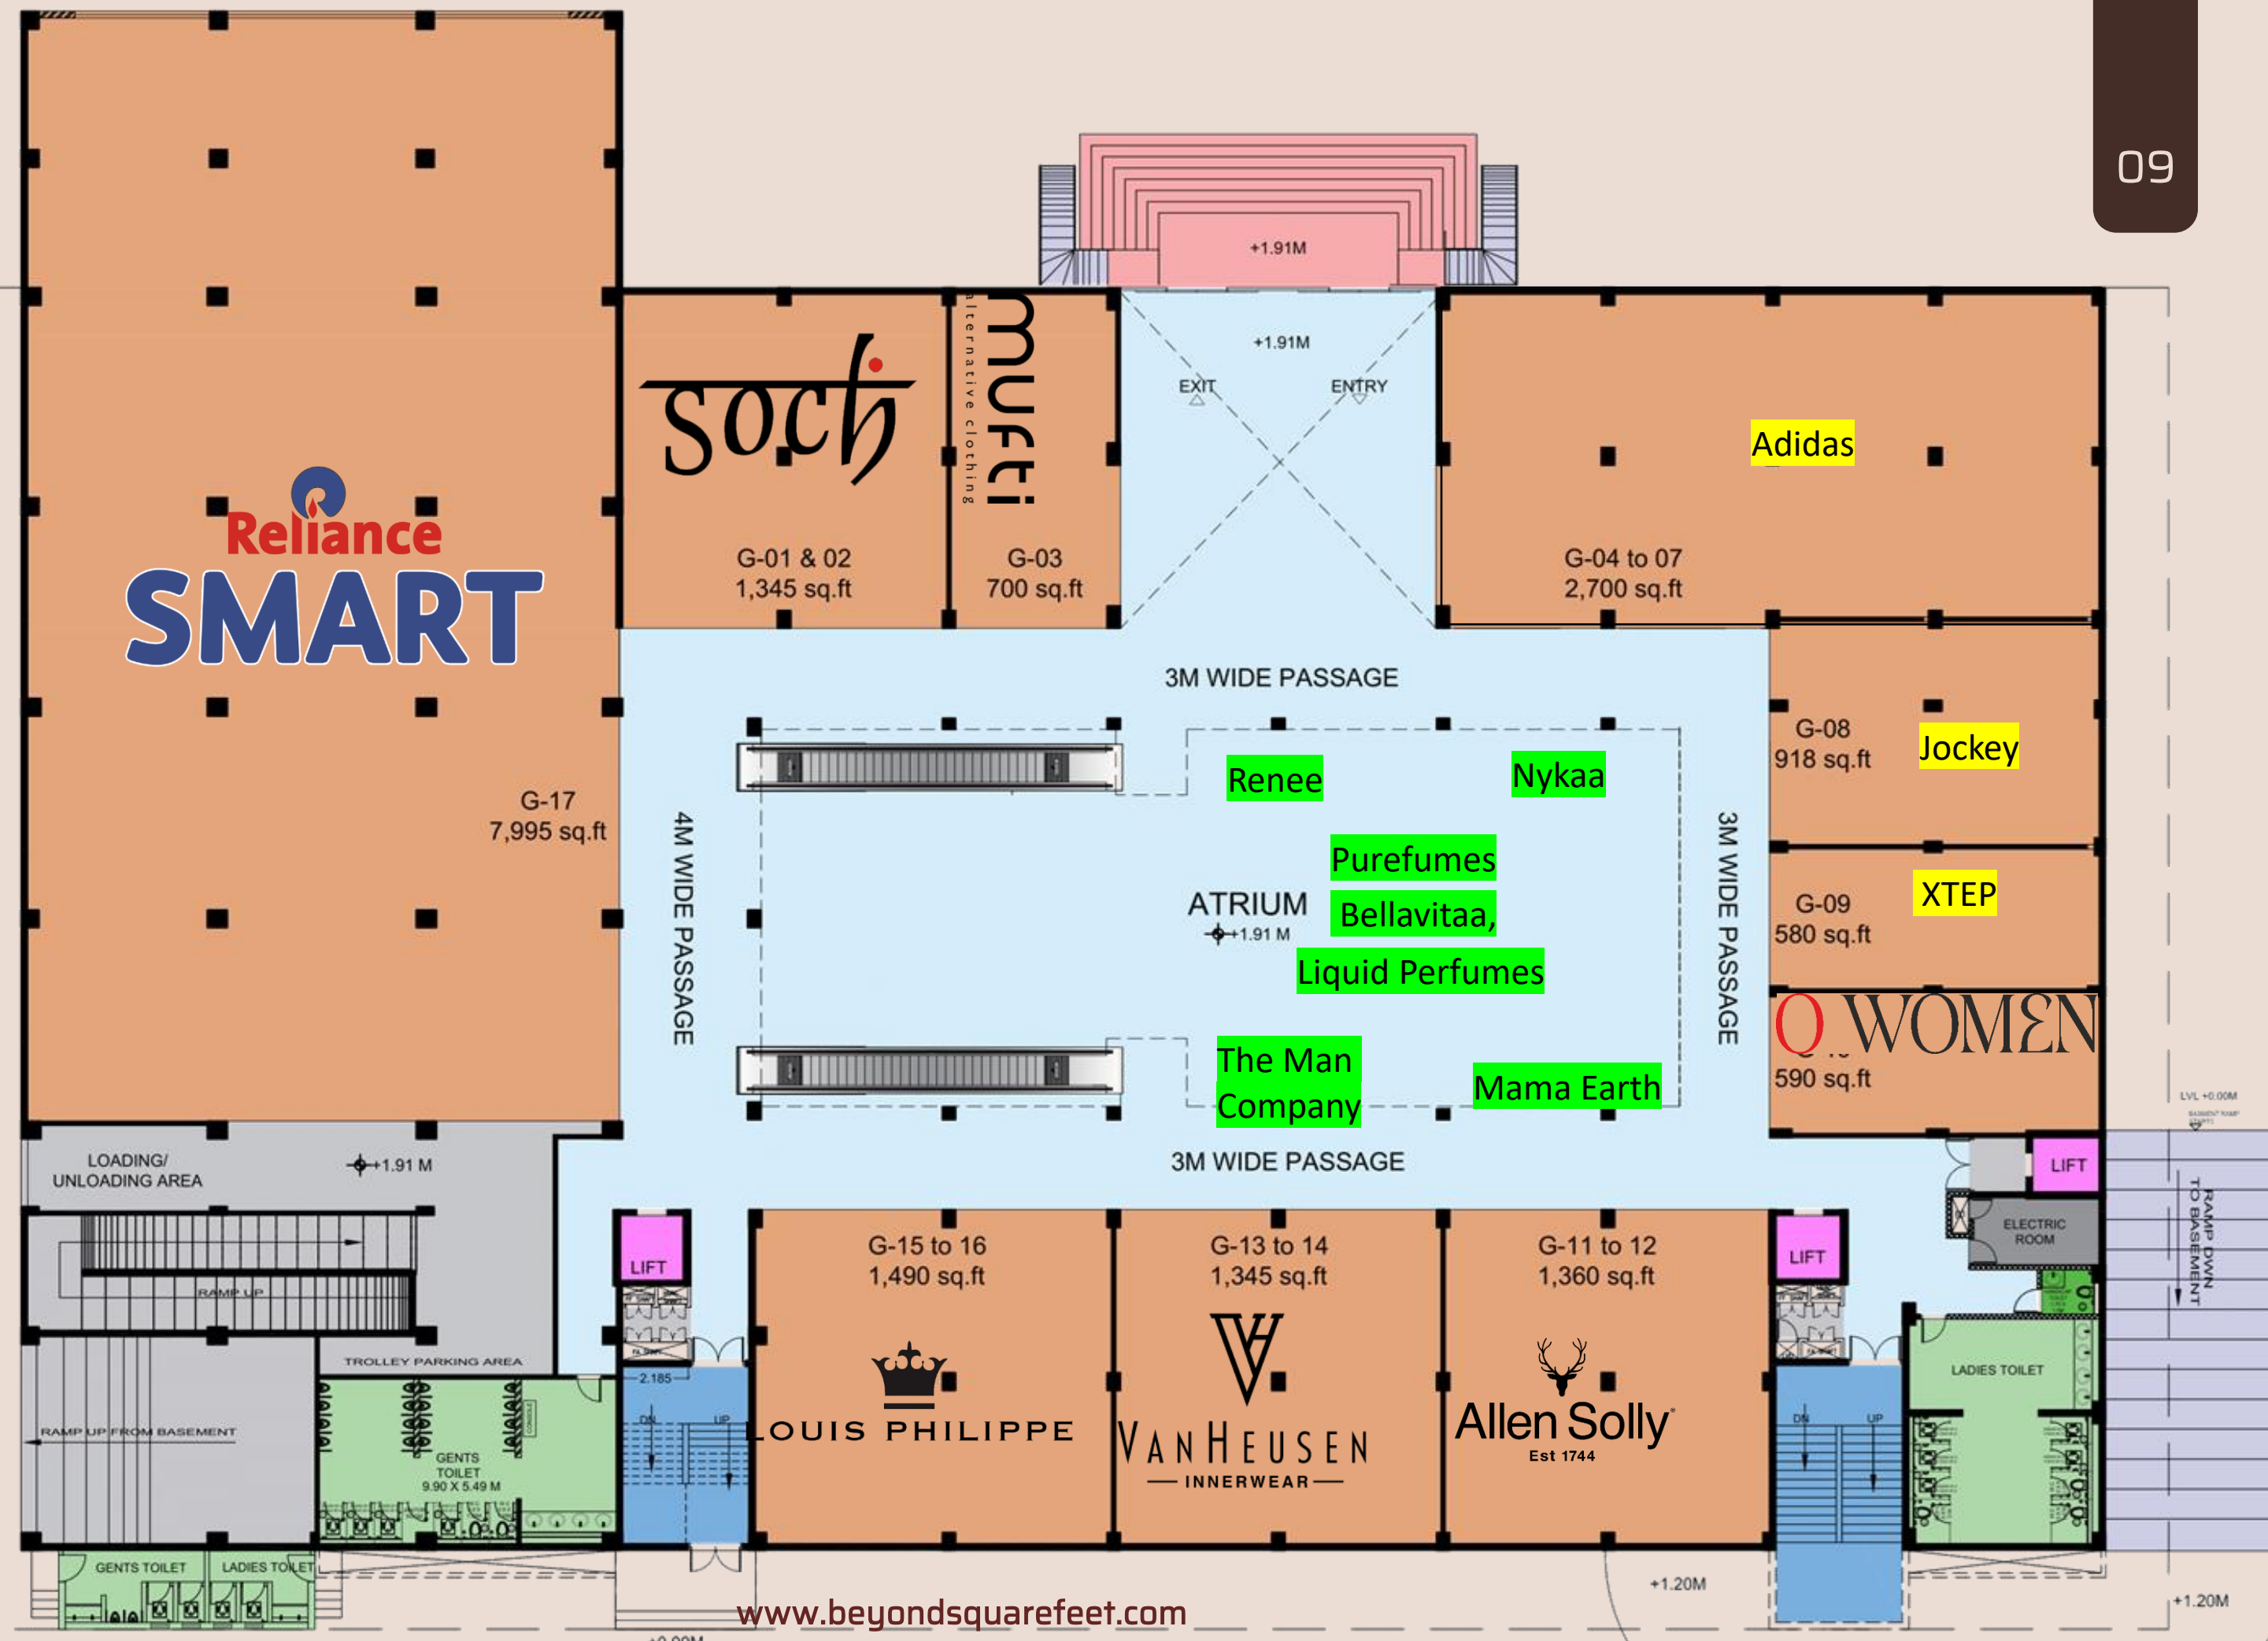 09
+1.91M
+1.91M
EXIT
ENTRY
soch
mufti
alternative clothing
Adidas
G-01 & 02
1,345 sq.ft
G-03
700 sq.ft
G-04 to 07
2,700 sq.ft
Reliance
SMART
G-17
7,995 sq.ft
3M WIDE PASSAGE
4M WIDE PASSAGE
3M WIDE PASSAGE
Renee
Nykaa
Purefumes
ATRIUM
+1.91 M
Bellavitaa,
Liquid Perfumes
The Man
Company
Mama Earth
G-08
918 sq.ft
Jockey
G-09
580 sq.ft
XTEP
O WOMEN
590 sq.ft
3M WIDE PASSAGE
LOADING/
UNLOADING AREA
+1.91 M
RAMP UP
TROLLEY PARKING AREA
RAMP UP FROM BASEMENT
GENTS
TOILET
9.90 X 5.49 M
CONSOLE
GENTS TOILET
LADIES TOILET
LIFT
2.185
DN
UP
G-15 to 16
1,490 sq.ft
LOUIS PHILIPPE
G-13 to 14
1,345 sq.ft
VH
VANHEUSEN
INNERWEAR
G-11 to 12
1,360 sq.ft
Allen Solly
Est 1744
LIFT
DN
UP
LIFT
ELECTRIC
ROOM
LADIES TOILET
LVL +0.00M
RAMP DWN
TO BASEMENT
+1.20M
+1.20M
www.beyondsquarefeet.com